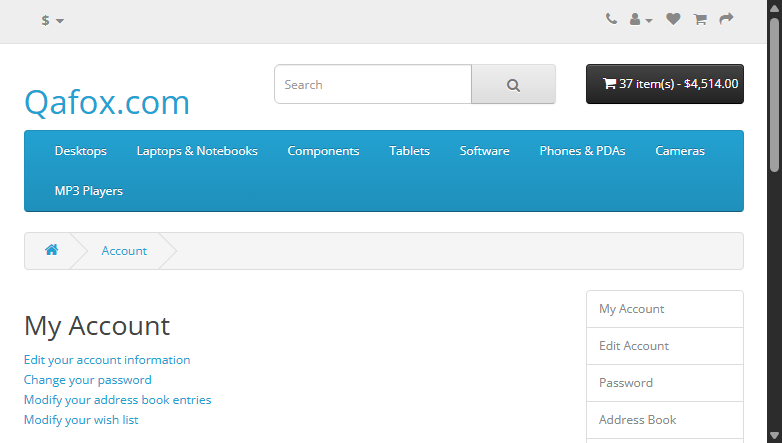 $
Qafox.com
Search
37 item(s) - $4,514.00
Desktops
Laptops & Notebooks
Components
Tablets
Software
Phones & PDAs
Cameras
MP3 Players
Account
My Account
Edit your account information
Change your password
Modify your address book entries
Modify your wish list
My Account
Edit Account
Password
Address Book